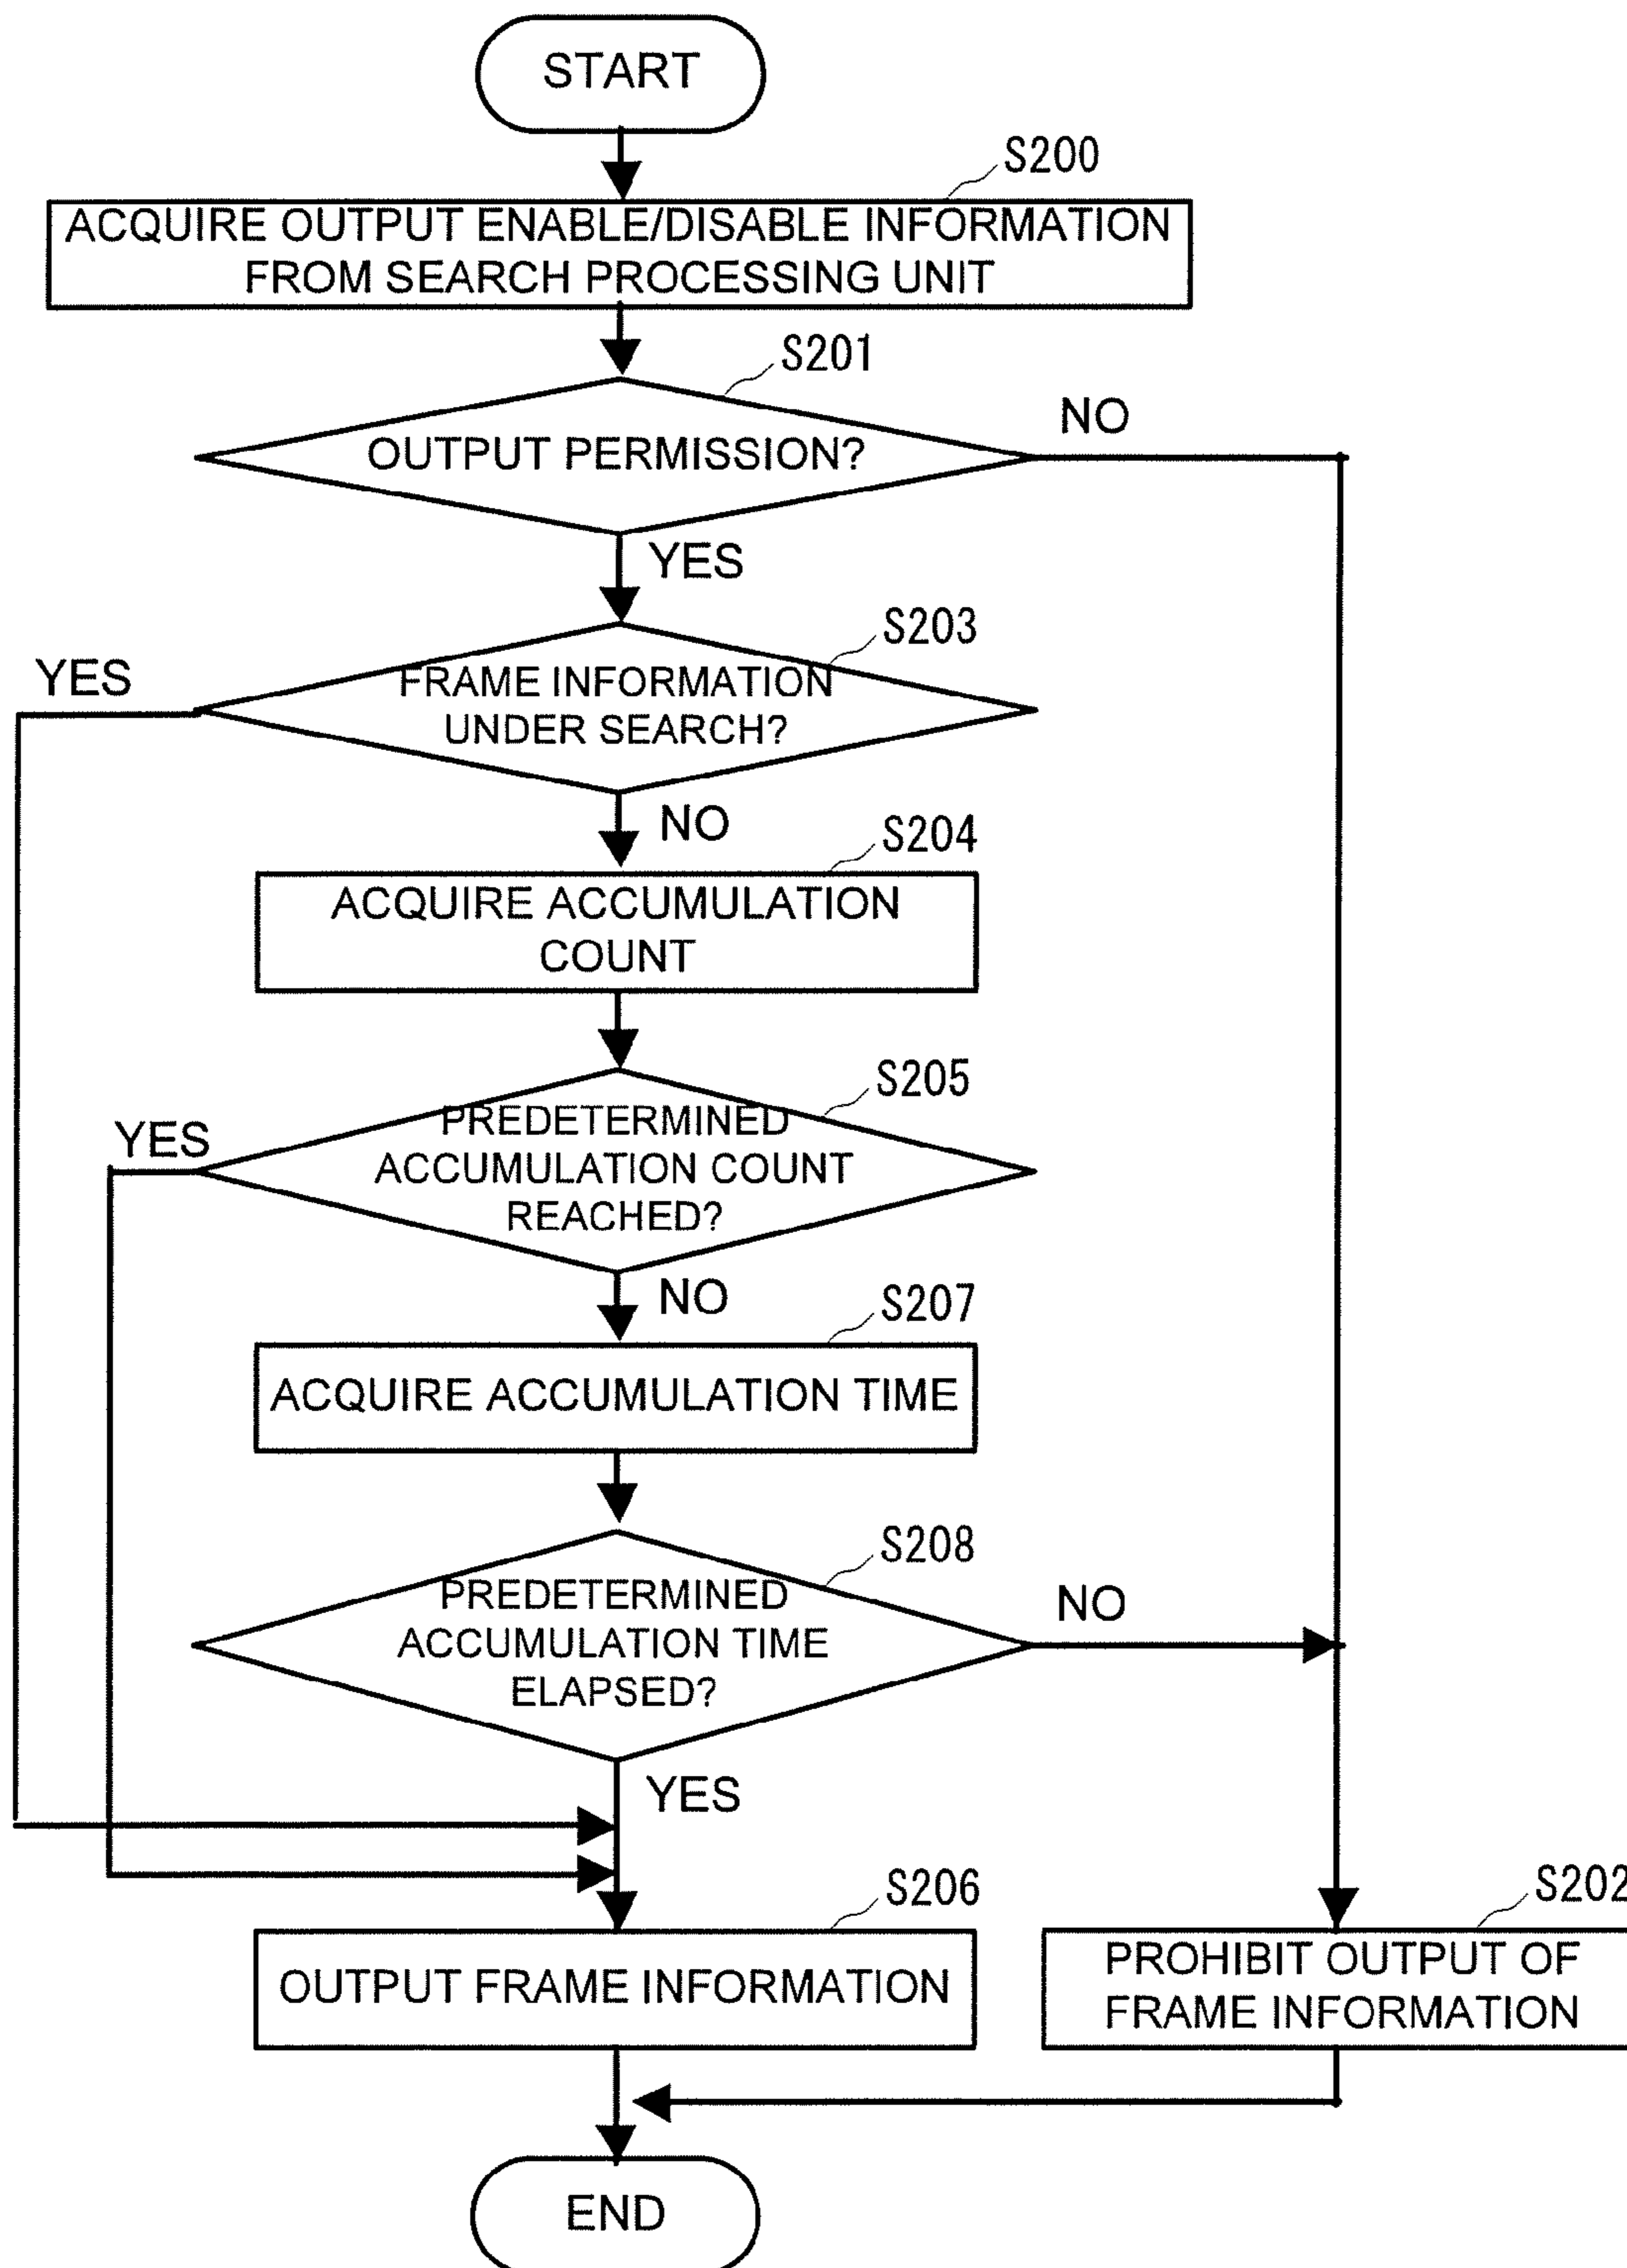 START
S200
ACQUIRE OUTPUT ENABLE/DISABLE INFORMATION
FROM SEARCH PROCESSING UNIT
S201
OUTPUT PERMISSION?
NO
YES
S203
YES
FRAME INFORMATION
UNDER SEARCH?
NO
S204
ACQUIRE ACCUMULATION
COUNT
S205
YES
PREDETERMINED
ACCUMULATION COUNT
REACHED?
NO
S207
ACQUIRE ACCUMULATION TIME
S208
PREDETERMINED
ACCUMULATION TIME
ELAPSED?
NO
YES
S206
OUTPUT FRAME INFORMATION
S202
PROHIBIT OUTPUT OF
FRAME INFORMATION
END